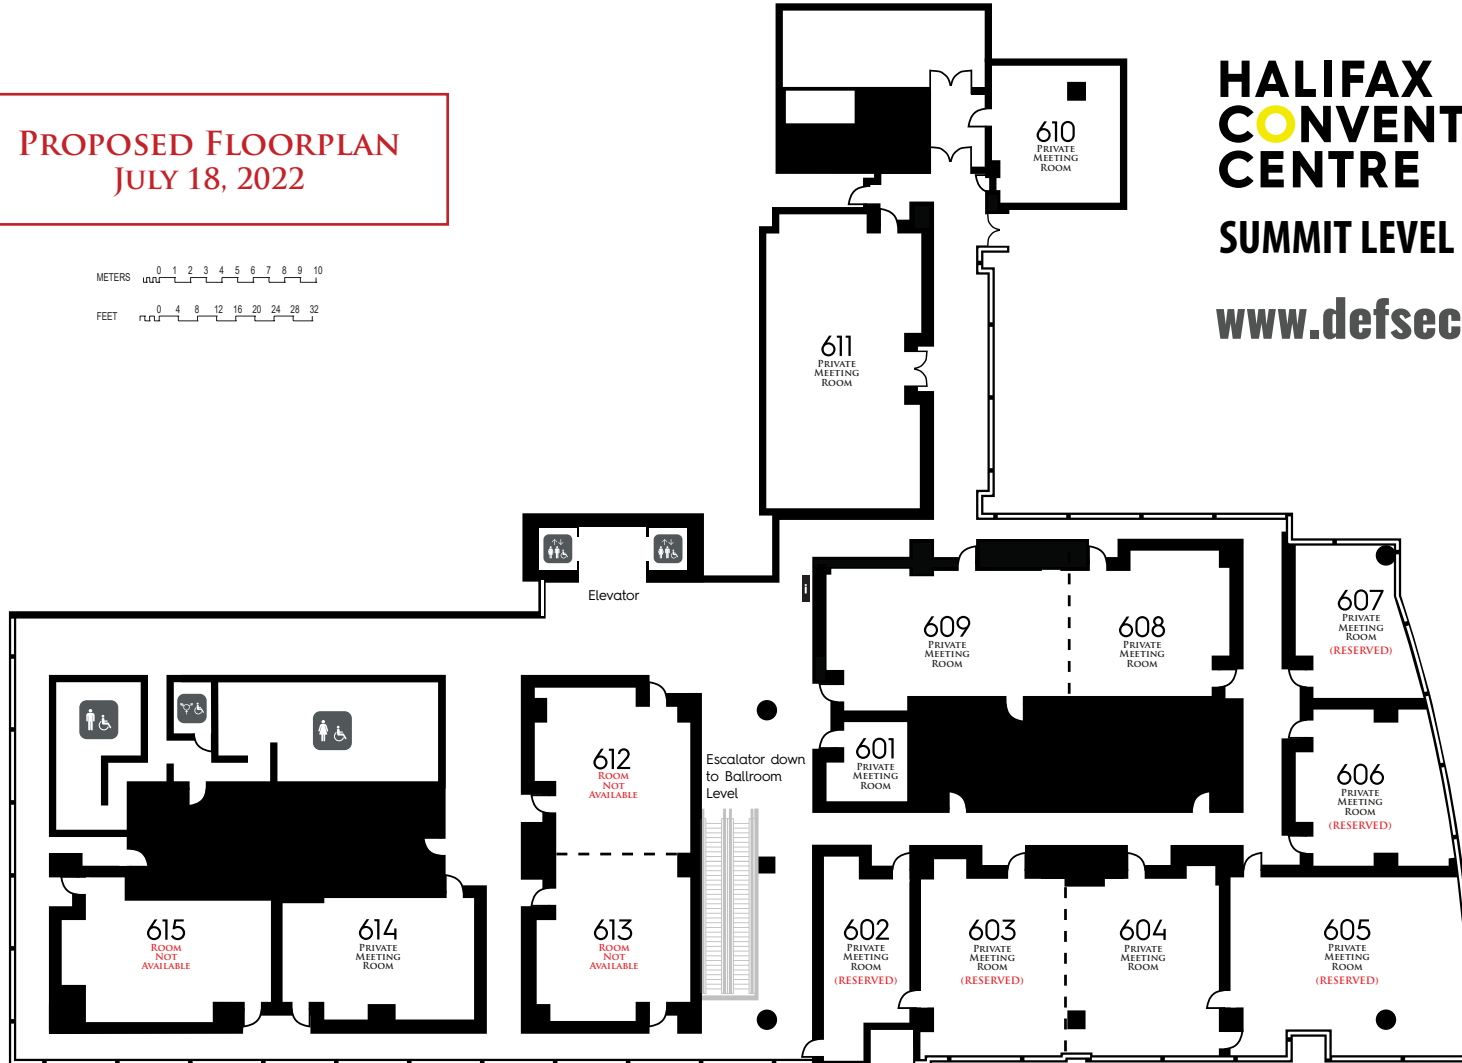 PROPOSED FLOORPLAN
JULY 18, 2022
METERS 0 1 2 3 4 5 6 7 8 9 10
FEET 0 4 8 12 16 20 24 28 32
HALIFAX
CONVENT
CENTRE
SUMMIT LEVEL
www.defsec
610
PRIVATE
MEETING
ROOM
611
PRIVATE
MEETING
ROOM
Elevator
i
609
PRIVATE
MEETING
ROOM
608
PRIVATE
MEETING
ROOM
607
PRIVATE
MEETING
ROOM
(RESERVED)
612
ROOM
NOT
AVAILABLE
Escalator down
to Ballroom
Level
601
PRIVATE
MEETING
ROOM
606
PRIVATE
MEETING
ROOM
(RESERVED)
615
ROOM
NOT
AVAILABLE
614
PRIVATE
MEETING
ROOM
613
ROOM
NOT
AVAILABLE
602
PRIVATE
MEETING
ROOM
(RESERVED)
603
PRIVATE
MEETING
ROOM
(RESERVED)
604
PRIVATE
MEETING
ROOM
605
PRIVATE
MEETING
ROOM
(RESERVED)